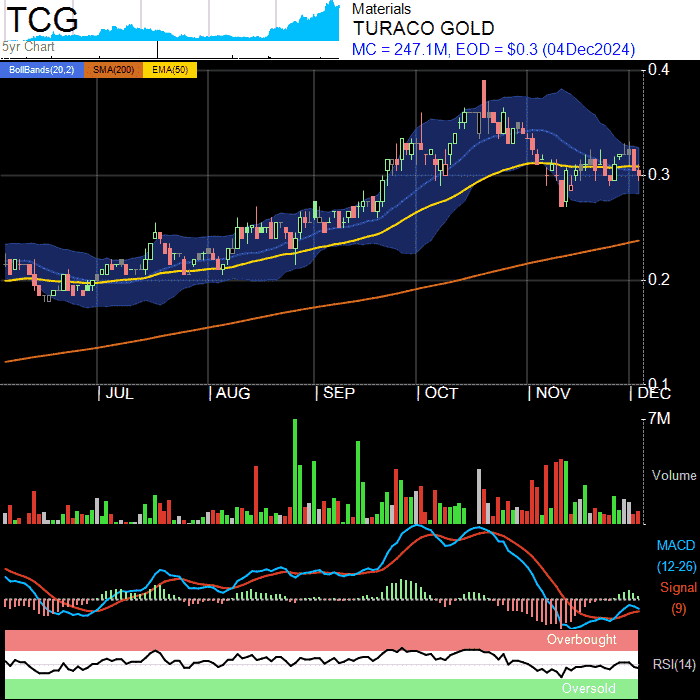 TCG
5yr Chart
Materials
TURACO GOLD
MC = 247.1M, EOD = $0.3 (04Dec2024)
BollBands(20,2) SMA(200) EMA(50)
0.4
0.3
0.2
0.1
JUL AUG SEP OCT NOV DEC
7M
Volume
MACD
(12-26)
Signal
(9)
Overbought
RSI(14)
Oversold